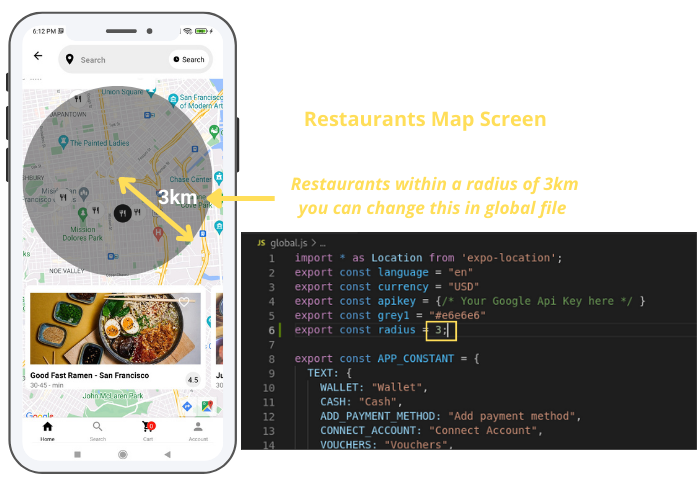 6:12 PM
Search
Search
Union Square
San Francisco
of Modern Art
JAPANTOWN
The Painted Ladies
Chase Center
3km
Mission
Dolores Park
NOE VALLEY
Good Fast Ramen - San Francisco
30-45 - min
4.5
Ju
John McLaren Park
Google
0
Home
Search
Cart
Account
Restaurants Map Screen
Restaurants within a radius of 3km
you can change this in global file
JS global.js > ...
1 import * as Location from 'expo-location';
2 export const language = "en"
3 export const currency = "USD"
4 export const apikey = {/* Your Google Api Key here */ }
5 export const grey1 = "#e6e6e6"
6 export const radius = 3;
7
8 export const APP_CONSTANT = {
9 TEXT: {
10 WALLET: "Wallet",
11 CASH: "Cash",
12 ADD_PAYMENT_METHOD: "Add payment method",
13 CONNECT_ACCOUNT: "Connect Account",
14 VOUCHERS: "Vouchers",